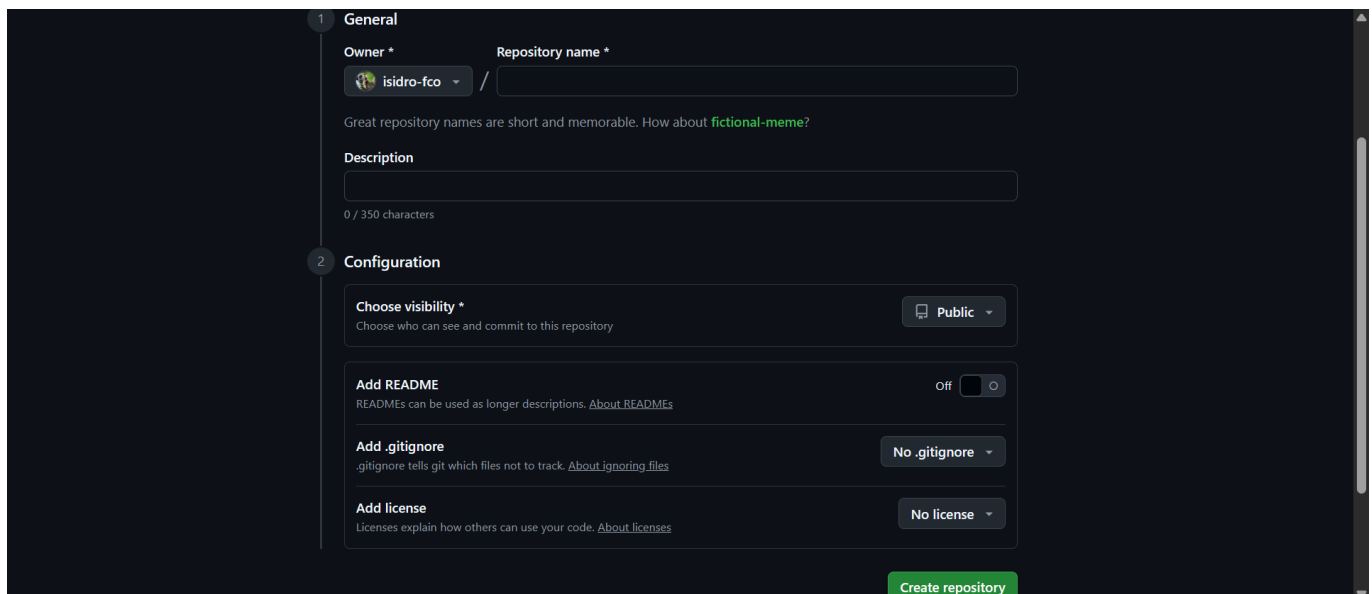 1 General
Owner * Repository name *
isidro-fco /
Great repository names are short and memorable. How about fictional-meme?
Description
0 / 350 characters
2 Configuration
Choose visibility *
Choose who can see and commit to this repository
Public
Add README
READMEs can be used as longer descriptions. About READMEs
Off
Add .gitignore
.gitignore tells git which files not to track. About ignoring files
No .gitignore
Add license
Licenses explain how others can use your code. About licenses
No license
Create repository